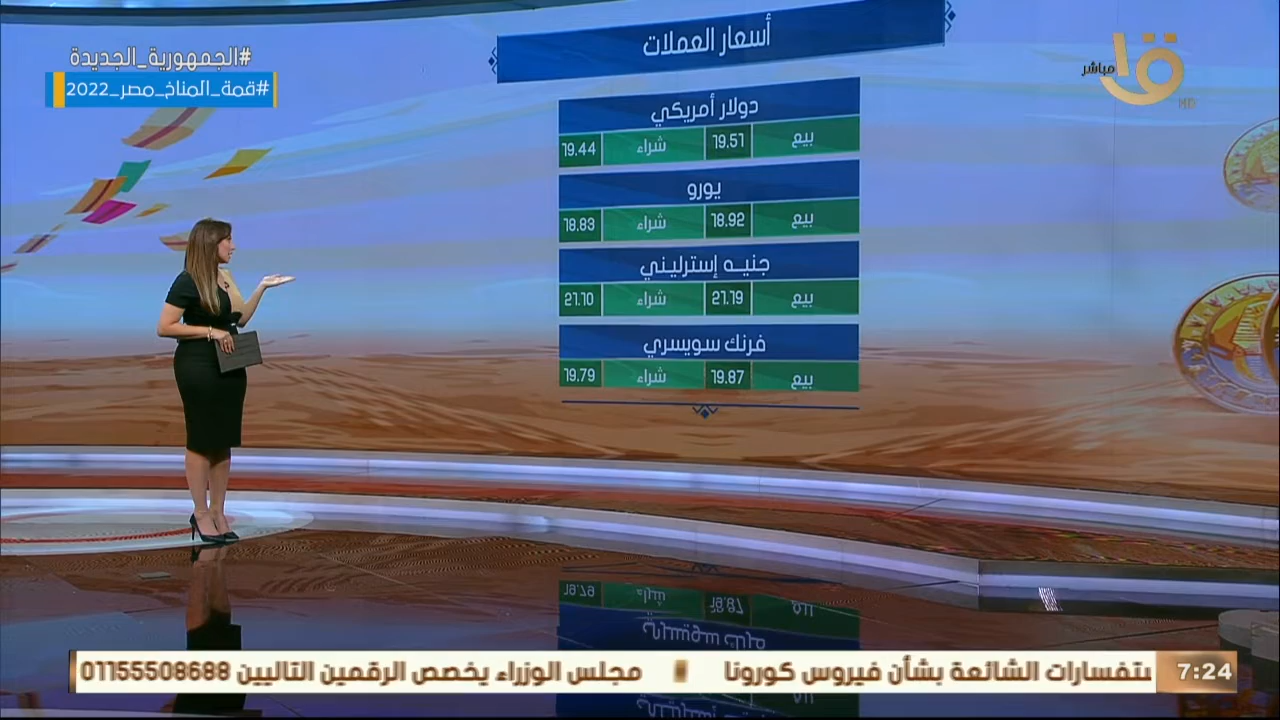 #الجمهورية_الجديدة
#قمة_المناخ_مصر_2022
مباشر
HD
أسعار العملات
دولار أمريكي
بيع 19.51 شراء 19.44
يورو
بيع 18.92 شراء 18.83
جنيه إسترليني
بيع 21.19 شراء 21.10
فرنك سويسري
بيع 19.87 شراء 19.79
7:24
ستفسارات الشائعة بشأن فيروس كورونا
مجلس الوزراء يخصص الرقمين التاليين 01155508688